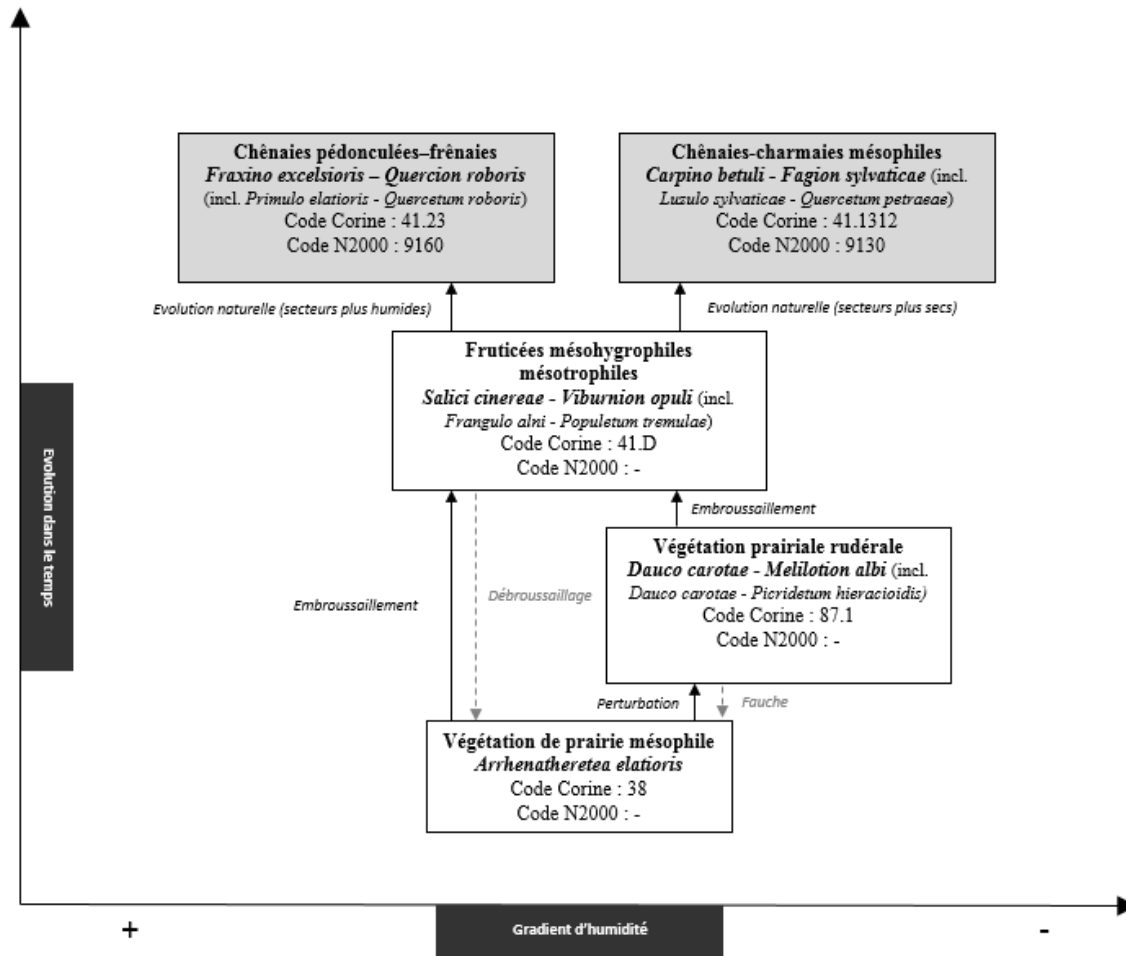 Chênaies pédonculées–frênaies
Fraxino excelsioris – Quercion roboris
(incl. Primulo elatioris - Quercetum roboris)
Code Corine : 41.23
Code N2000 : 9160
Chênaies-charmaies mésophiles
Carpino betuli - Fagion sylvaticae (incl.
Luzulo sylvaticae - Quercetum petraeae)
Code Corine : 41.1312
Code N2000 : 9130
Evolution naturelle (secteurs plus humides)
Evolution naturelle (secteurs plus secs)
Fruticées mésohygrophiles
mésotrophiles
Salici cinereae - Viburnion opuli (incl.
Frangulo alni - Populetum tremulae)
Code Corine : 41.D
Code N2000 : -
Embroussaillement
Végétation prairiale rudérale
Dauco carotae - Melilotion albi (incl.
Dauco carotae - Picridetum hieracioidis)
Code Corine : 87.1
Code N2000 : -
Embroussaillement
Débroussaillage
Perturbation
Fauche
Végétation de prairie mésophile
Arrhenatheretea elatioris
Code Corine : 38
Code N2000 : -
Evolution dans le temps
+
Gradient d'humidité
-